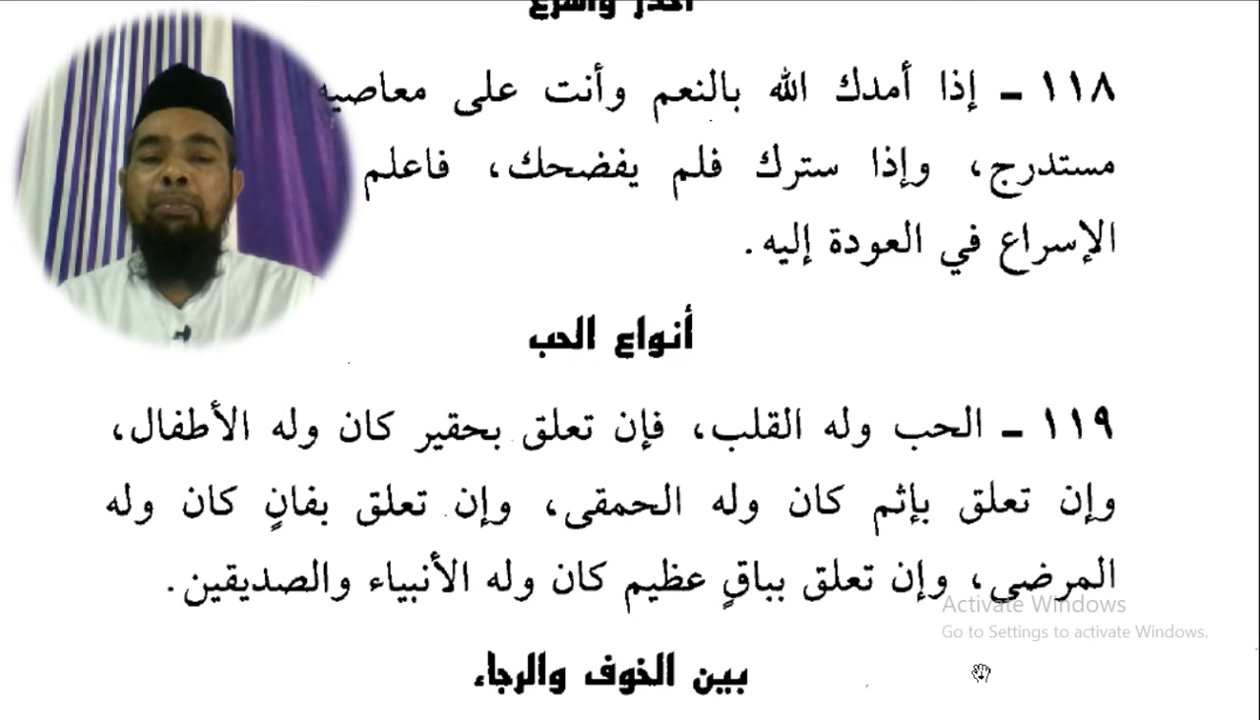 احذر وأسرع
١١٨ ـ إذا أمدك الله بالنعم وأنت على معاصيه
مستدرج، وإذا سترك فلم يفضحك، فاعلم
الإسراع في العودة إليه.
أنواع الحب
١١٩ ـ الحب وله القلب، فإن تعلق بحقير كان وله الأطفال،
وإن تعلق بإثم كان وله الحمقى، وإن تعلق بفانٍ كان وله
المرضى، وإن تعلق بباقٍ عظيم كان وله الأنبياء والصديقين.
Activate Windows
Go to Settings to activate Windows.
بين الخوف والرجاء